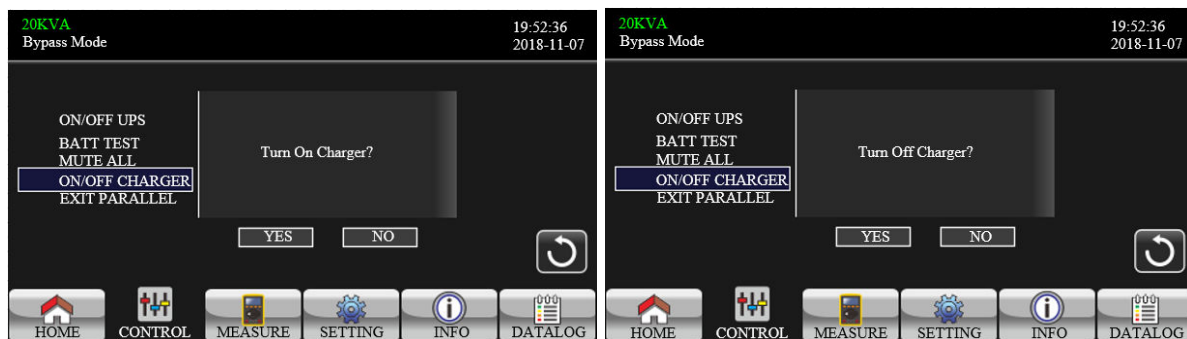 20KVA
Bypass Mode
19:52:36
2018-11-07
ON/OFF UPS
BATT TEST
MUTE ALL
ON/OFF CHARGER
EXIT PARALLEL
Turn On Charger?
YES NO
HOME CONTROL MEASURE SETTING INFO DATALOG
20KVA
Bypass Mode
19:52:36
2018-11-07
ON/OFF UPS
BATT TEST
MUTE ALL
ON/OFF CHARGER
EXIT PARALLEL
Turn Off Charger?
YES NO
HOME CONTROL MEASURE SETTING INFO DATALOG